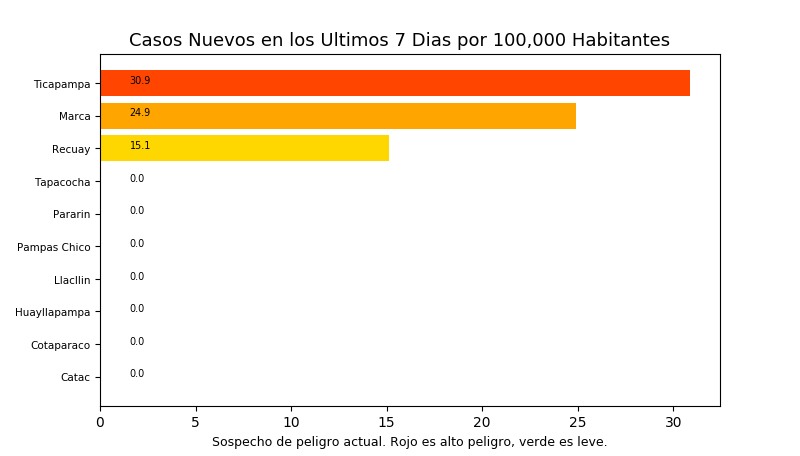 Casos Nuevos en los Ultimos 7 Dias por 100,000 Habitantes
Ticapampa 30.9
Marca 24.9
Recuay 15.1
Tapacocha 0.0
Pararin 0.0
Pampas Chico 0.0
Llacllin 0.0
Huayllapampa 0.0
Cotaparaco 0.0
Catac 0.0
0 5 10 15 20 25 30
Sospecho de peligro actual. Rojo es alto peligro, verde es leve.